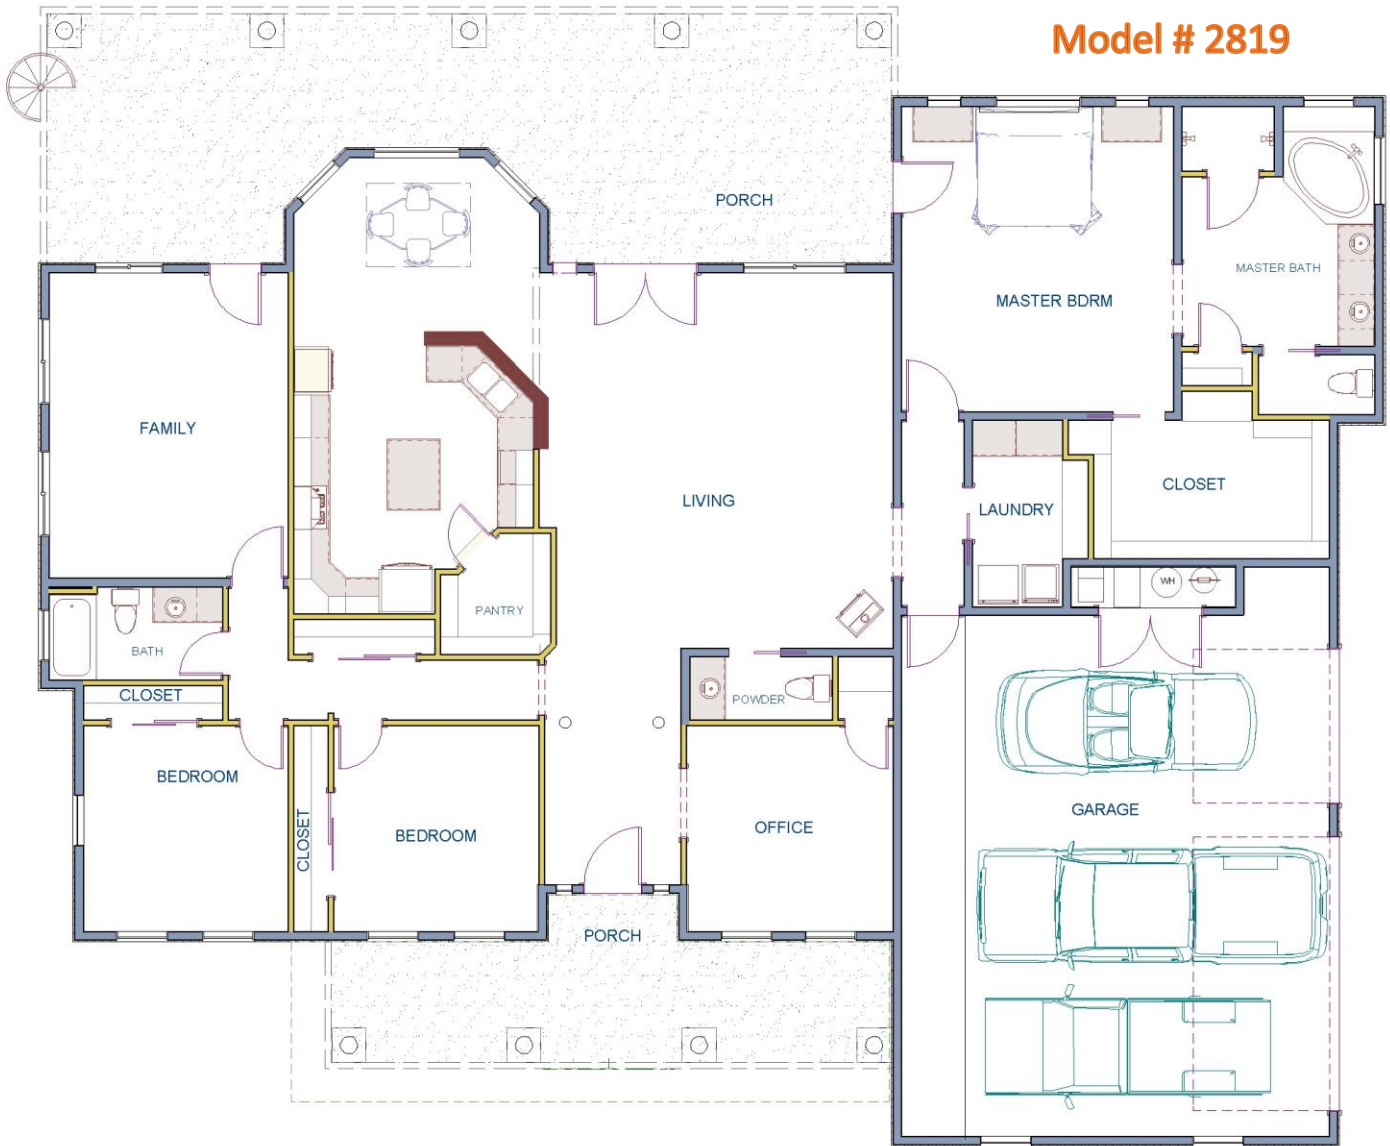 Model # 2819
PORCH
MASTER BATH
MASTER BDRM
FAMILY
LIVING
CLOSET
LAUNDRY
WH
PANTRY
BATH
CLOSET
POWDER
BEDROOM
GARAGE
OFFICE
BEDROOM
CLOSET
PORCH